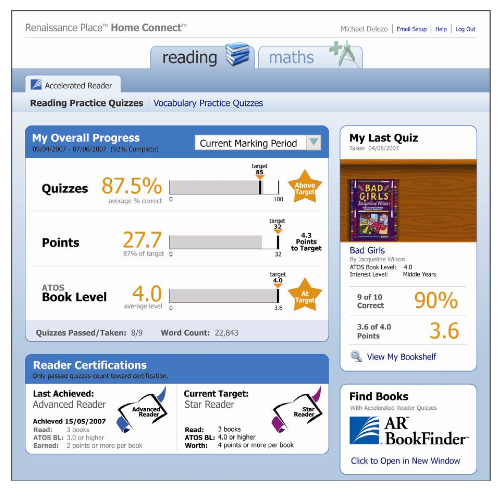 Renaissance Place™ Home Connect™
Michael Delezo | Email Setup | Help | Log Out
reading
maths
Accelerated Reader
Reading Practice Quizzes | Vocabulary Practice Quizzes
My Overall Progress
09/04/2007 - 07/06/2007 (92% Complete)
Current Marking Period
Quizzes
87.5%
average % correct
target
85
0
100
Above Target
Points
27.7
87% of target
target
32
0
32
4.3
Points
to Target
ATOS
Book Level
4.0
average level
target
4.0
0
3.6
At
Target
Quizzes Passed/Taken: 8/9
Word Count: 22,843
Reader Certifications
Only passed quizzes count toward certification.
Last Achieved:
Advanced Reader
Advanced
Reader
Achieved 15/05/2007
Read: 3 books
ATOS BL: 3.0 or higher
Earned: 2 points or more per book
Current Target:
Star Reader
Star
Reader
Read: 3 books
ATOS BL: 4.0 or higher
Worth: 4 points or more per book
My Last Quiz
Taken 04/06/2007
BAD
GIRLS
Jacqueline Wilson
Bad Girls
By Jacqueline Wilson
ATOS Book Level: 4.0
Interest Level: Middle Years
9 of 10
Correct
90%
3.6 of 4.0
Points
3.6
View My Bookshelf
Find Books
With Accelerated Reader Quizzes
AR
BookFinder™
Click to Open in New Window